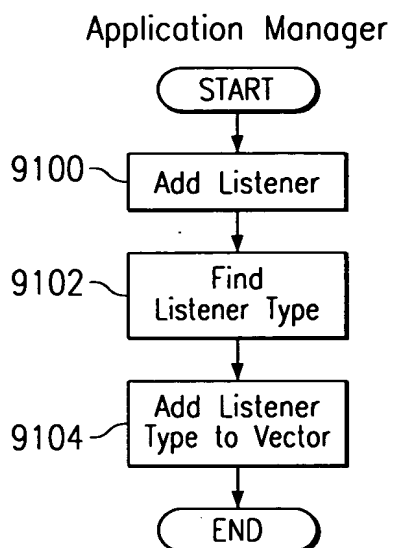 Application Manager
START
9100
Add Listener
9102
Find
Listener Type
9104
Add Listener
Type to Vector
END